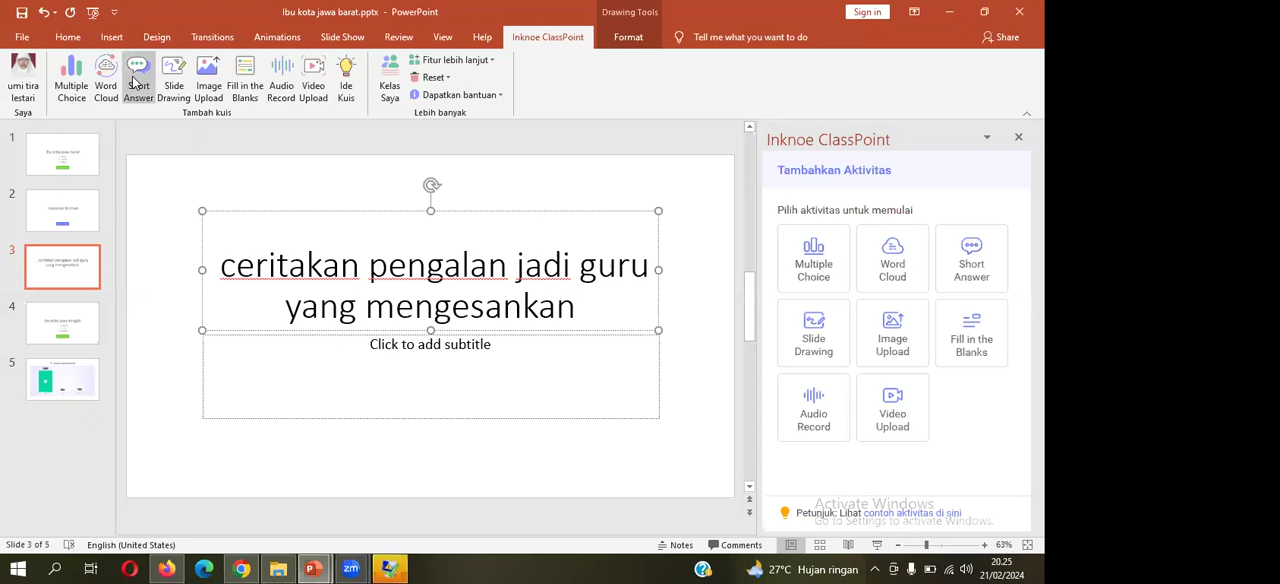 Ibu kota jawa barat.pptx - PowerPoint
Drawing Tools
Sign in
File
Home
Insert
Design
Transitions
Animations
Slide Show
Review
View
Help
Inknoe ClassPoint
Format
Tell me what you want to do
Share
umi tira
lestari
Multiple
Choice
Word
Cloud
Short
Answer
Slide
Drawing
Image
Upload
Fill in the
Blanks
Audio
Record
Video
Upload
Ide
Kuis
Kelas
Saya
Fitur lebih lanjut
Reset
Dapatkan bantuan
Saya
Tambah kuis
Lebih banyak
1
2
3
4
5
ceritakan pengalan jadi guru
yang mengesankan
Click to add subtitle
Inknoe ClassPoint
Tambahkan Aktivitas
Pilih aktivitas untuk memulai
Multiple
Choice
Word
Cloud
Short
Answer
Slide
Drawing
Image
Upload
Fill in the
Blanks
Audio
Record
Video
Upload
Activate Windows
Petunjuk: Lihat contoh aktivitas di sini
Go to Settings to activate Windows.
Slide 3 of 5
English (United States)
Notes
Comments
63%
27°C Hujan ringan
20.25
21/02/2024